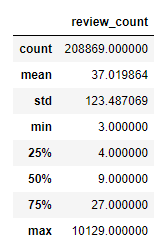 review_count
count 208869.000000
mean 37.019864
std 123.487069
min 3.000000
25% 4.000000
50% 9.000000
75% 27.000000
max 10129.000000